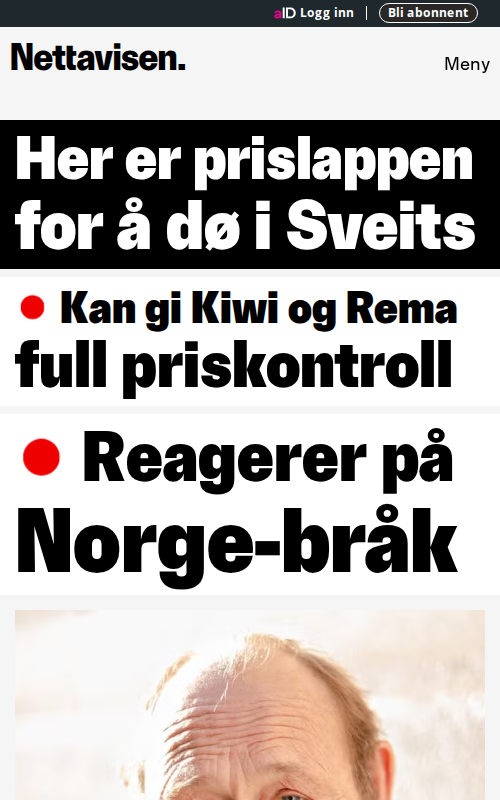 aID Logg inn
Bli abonnent
Nettavisen.
Meny
Her er prislappen
for å dø i Sveits
Kan gi Kiwi og Rema
full priskontroll
Reagerer på
Norge-bråk